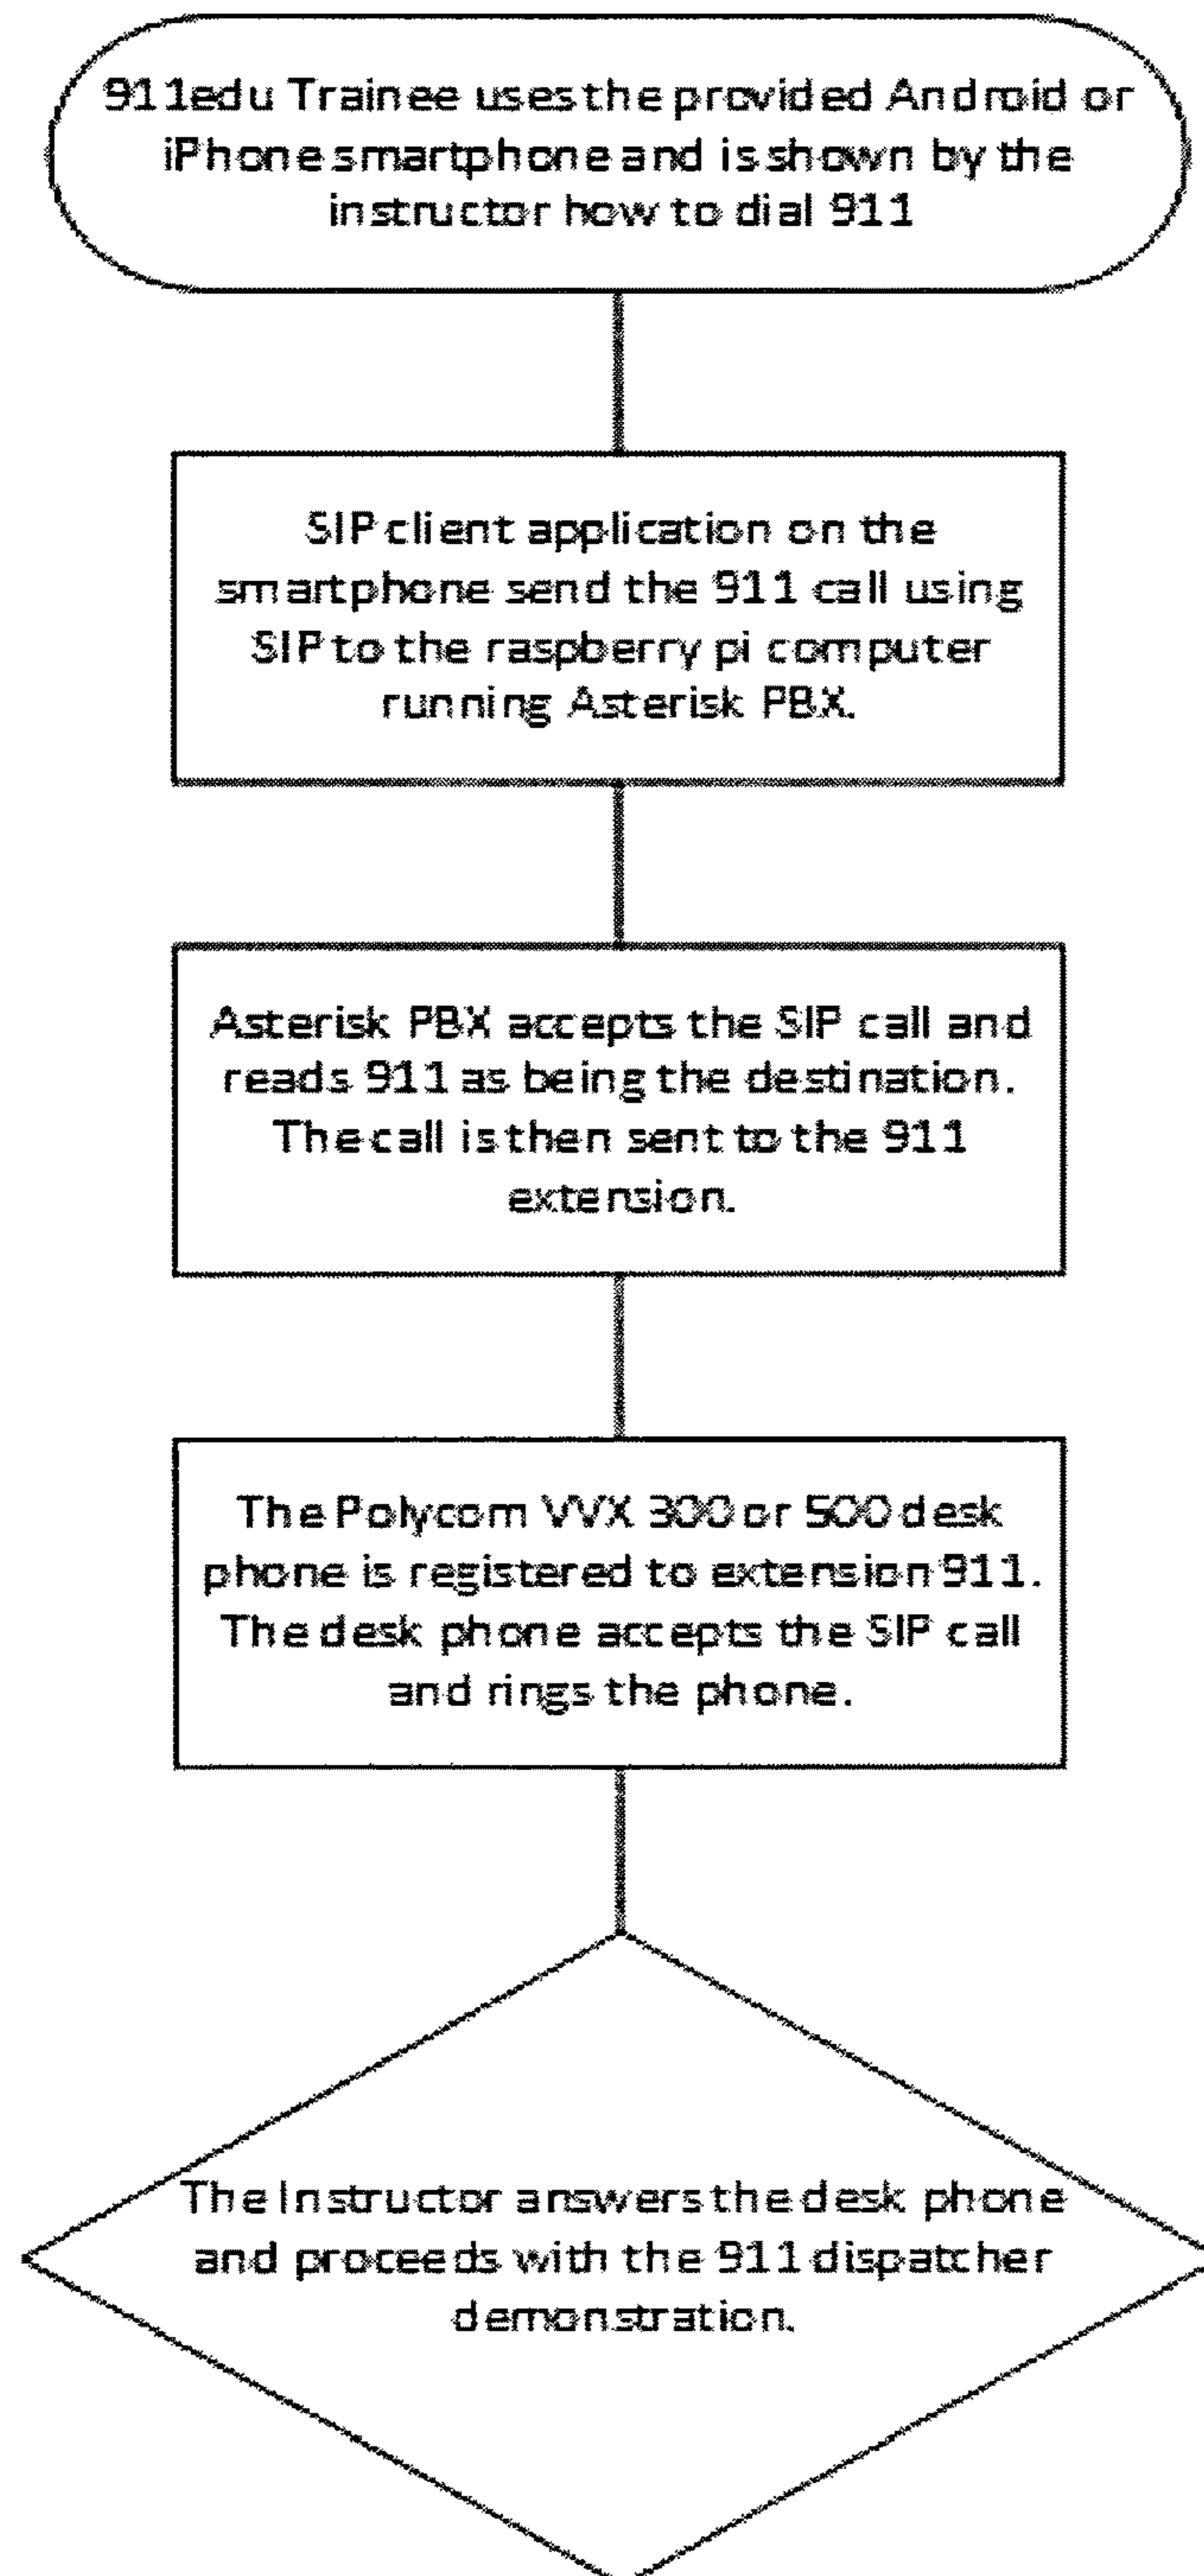 911edu Trainee uses the provided Android or
iPhone smartphone and is shown by the
instructor how to dial 911
SIP client application on the
smartphone send the 911 call using
SIP to the raspberry pi computer
running Asterisk PBX.
Asterisk PBX accepts the SIP call and
reads 911 as being the destination.
The call is then sent to the 911
extension.
The Polycom VVX 300 or 500 desk
phone is registered to extension 911.
The desk phone accepts the SIP call
and rings the phone.
The Instructor answers the desk phone
and proceeds with the 911 dispatcher
demonstration.